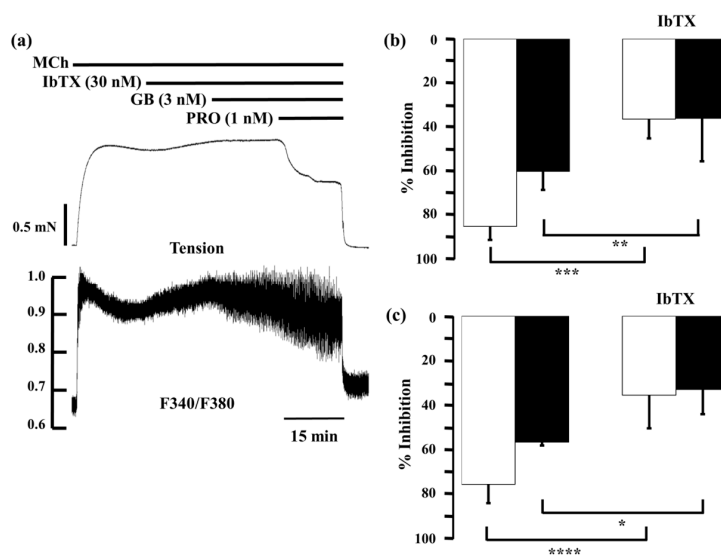 (a)
MCh
IbTX (30 nM)
GB (3 nM)
PRO (1 nM)
0.5 mN
Tension
1.0
0.9
0.8
0.7
0.6
F340/F380
15 min
(b)
IbTX
% Inhibition
0
20
40
60
80
100
**
***
(c)
IbTX
% Inhibition
0
20
40
60
80
100
*
****